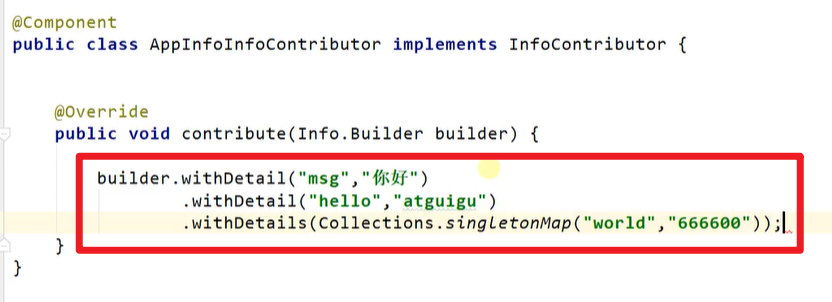 @Component
public class AppInfoInfoContributor implements InfoContributor {
@Override
public void contribute(Info.Builder builder) {
builder.withDetail("msg","你好")
.withDetail("hello","atguigu")
.withDetails(Collections.singletonMap("world","666600"));
}
}